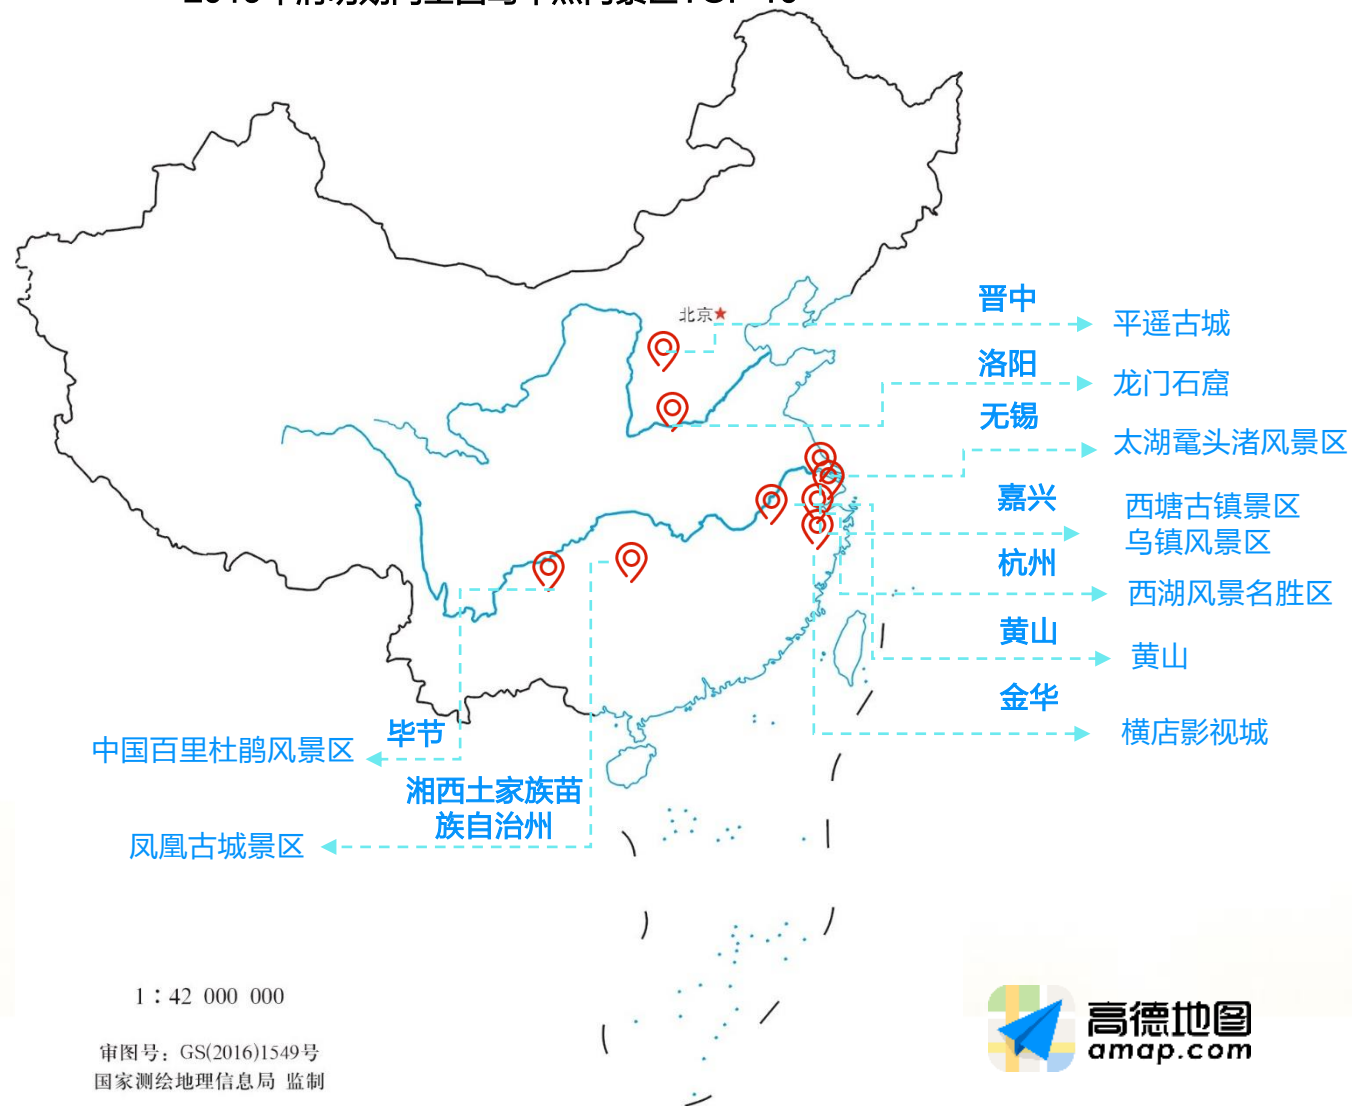 北京
晋中
平遥古城
洛阳
龙门石窟
无锡
太湖鼋头渚风景区
嘉兴
西塘古镇景区
乌镇风景区
杭州
西湖风景名胜区
黄山
黄山
金华
横店影视城
毕节
中国百里杜鹃风景区
湘西土家族苗
族自治州
凤凰古城景区
1：42 000 000
审图号：GS(2016)1549号
国家测绘地理信息局 监制
高德地图
amap.com